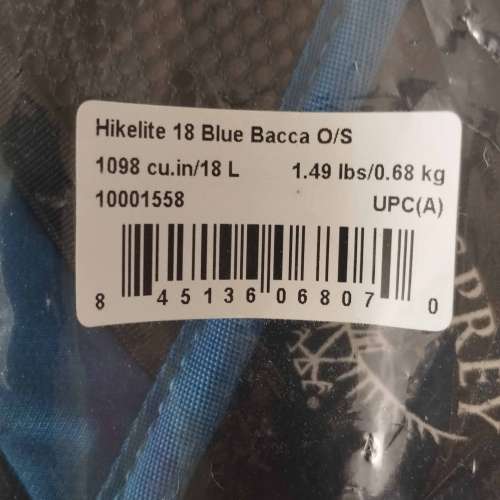 Hikelite 18 Blue Bacca O/S
1098 cu.in/18 L 1.49 lbs/0.68 kg
10001558 UPC(A)
8 45136 06807 0
SPREY